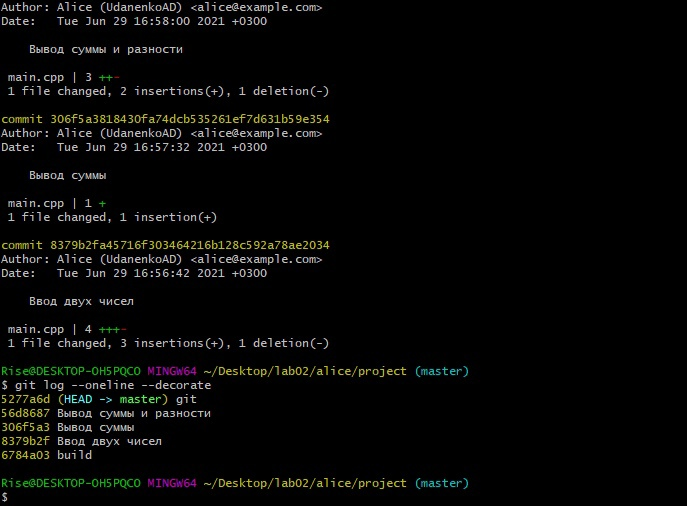 Author: Alice (UdanenkoAD) <alice@example.com>
Date:   Tue Jun 29 16:58:00 2021 +0300
Вывод суммы и разности
main.cpp | 3 ++-
1 file changed, 2 insertions(+), 1 deletion(-)
commit 306f5a3818430fa74dcb535261ef7d631b59e354
Author: Alice (UdanenkoAD) <alice@example.com>
Date:   Tue Jun 29 16:57:32 2021 +0300
Вывод суммы
main.cpp | 1 +
1 file changed, 1 insertion(+)
commit 8379b2fa45716f303464216b128c592a78ae2034
Author: Alice (UdanenkoAD) <alice@example.com>
Date:   Tue Jun 29 16:56:42 2021 +0300
Ввод двух чисел
main.cpp | 4 +++-
1 file changed, 3 insertions(+), 1 deletion(-)
Rise@DESKTOP-OH5PQCO MINGW64 ~/Desktop/lab02/alice/project (master)
$ git log --oneline --decorate
5277a6d (HEAD -> master) git
56d8687 Вывод суммы и разности
306f5a3 Вывод суммы
8379b2f Ввод двух чисел
6784a03 build
Rise@DESKTOP-OH5PQCO MINGW64 ~/Desktop/lab02/alice/project (master)
$